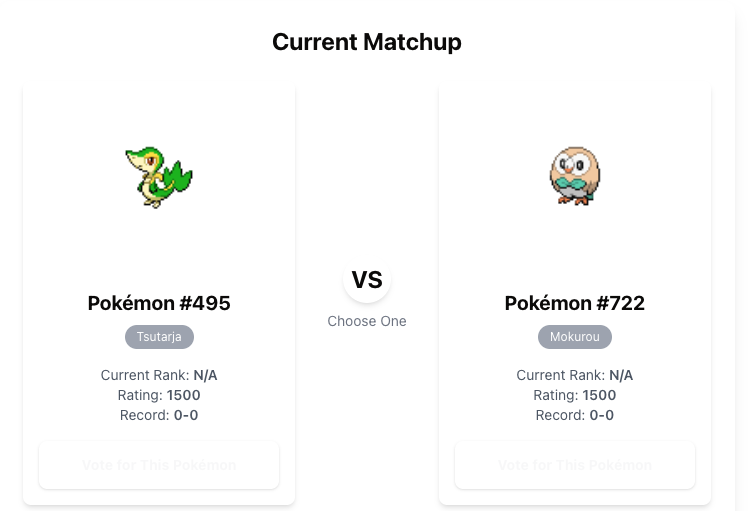 Current Matchup
Pokémon #495
Tsutarja
Current Rank: N/A
Rating: 1500
Record: 0-0
Vote for This Pokémon
VS
Choose One
Pokémon #722
Mokurou
Current Rank: N/A
Rating: 1500
Record: 0-0
Vote for This Pokémon